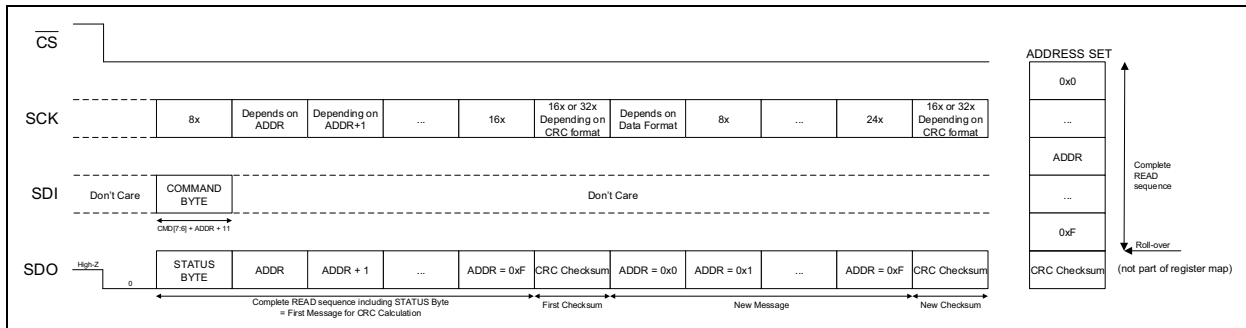 CS
SCK
8x
Depends on
ADDR
Depending on
ADDR+1
...
16x
16x or 32x
Depending on
CRC format
Depends on
Data Format
8x
...
24x
16x or 32x
Depending on
CRC format
SDI
Don't Care
COMMAND
BYTE
Don't Care
CMD[7:6] + ADDR + 11
SDO
High-Z
0
STATUS
BYTE
ADDR
ADDR + 1
...
ADDR = 0xF
CRC Checksum
ADDR = 0x0
ADDR = 0x1
...
ADDR = 0xF
CRC Checksum
Complete READ sequence including STATUS Byte
= First Message for CRC Calculation
First Checksum
New Message
New Checksum
ADDRESS SET
0x0
...
ADDR
...
0xF
CRC Checksum
Complete
READ
sequence
Roll-over
(not part of register map)